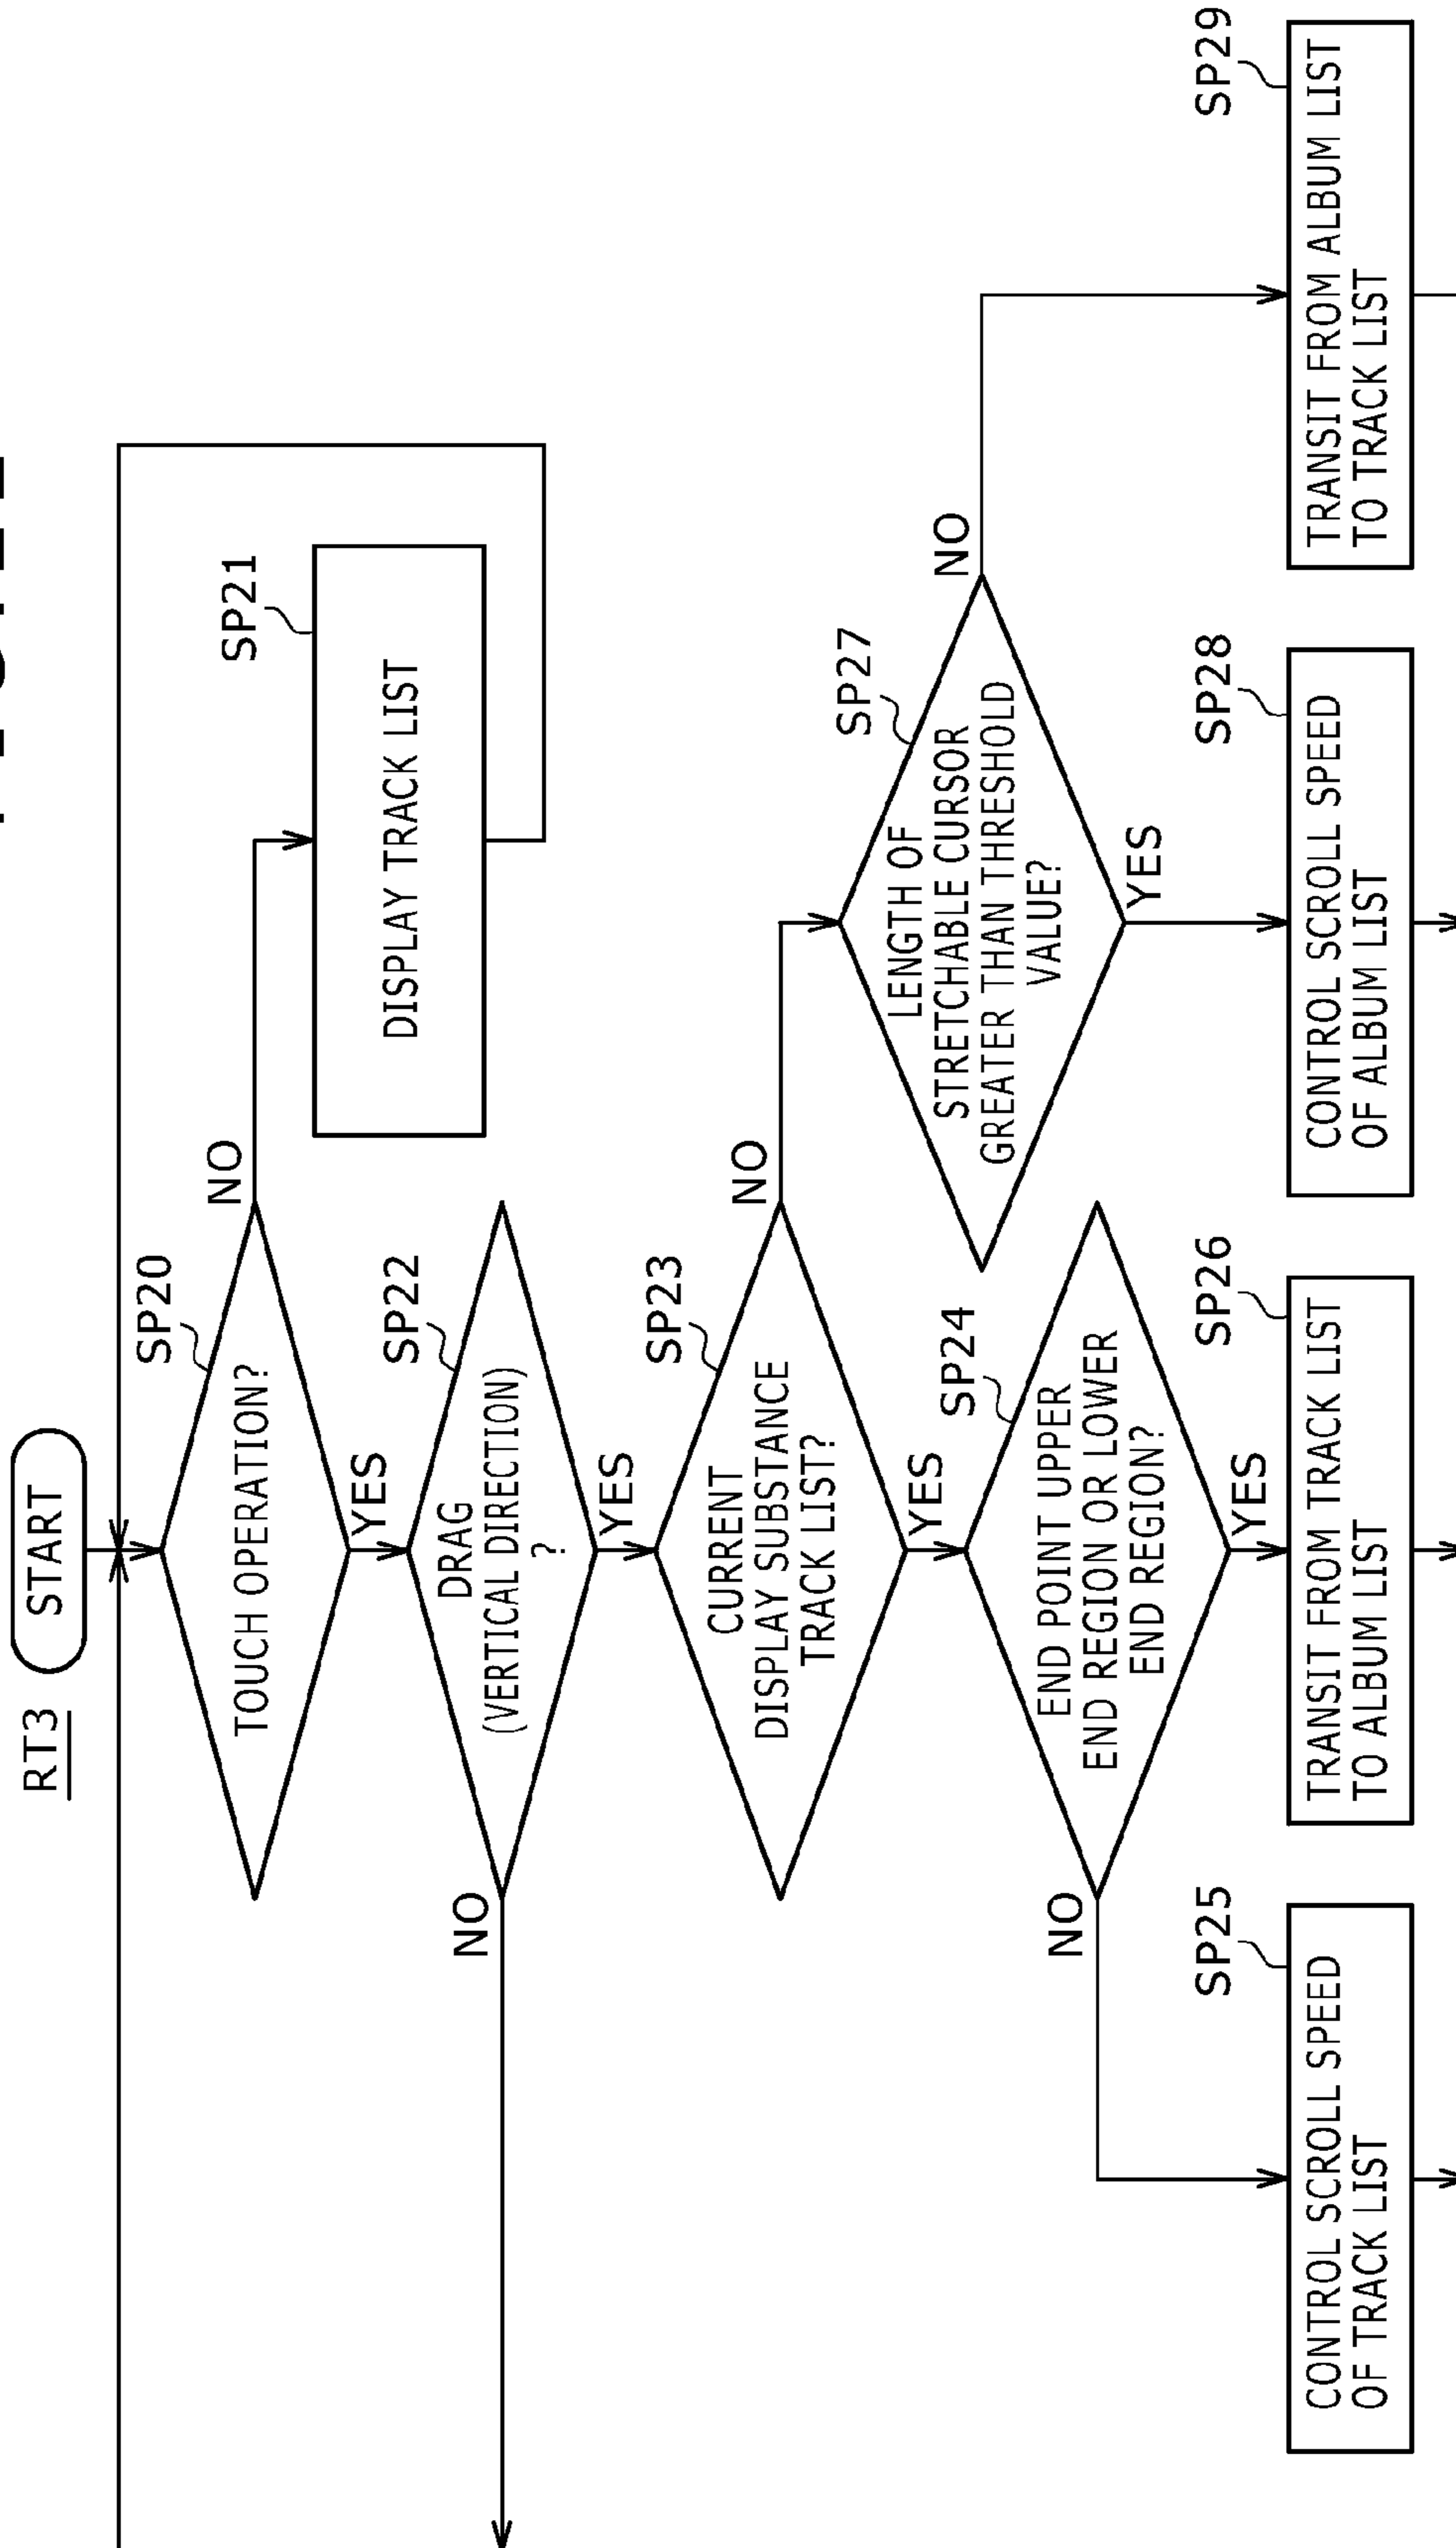 RT3
START
SP20
TOUCH OPERATION?
NO
YES
SP21
DISPLAY TRACK LIST
SP22
DRAG
(VERTICAL DIRECTION)
?
NO
YES
SP23
CURRENT
DISPLAY SUBSTANCE
TRACK LIST?
NO
YES
SP24
END POINT UPPER
END REGION OR LOWER
END REGION?
NO
YES
SP27
LENGTH OF
STRETCHABLE CURSOR
GREATER THAN THRESHOLD
VALUE?
NO
YES
SP25
CONTROL SCROLL SPEED
OF TRACK LIST
SP26
TRANSIT FROM TRACK LIST
TO ALBUM LIST
SP28
CONTROL SCROLL SPEED
OF ALBUM LIST
SP29
TRANSIT FROM ALBUM LIST
TO TRACK LIST